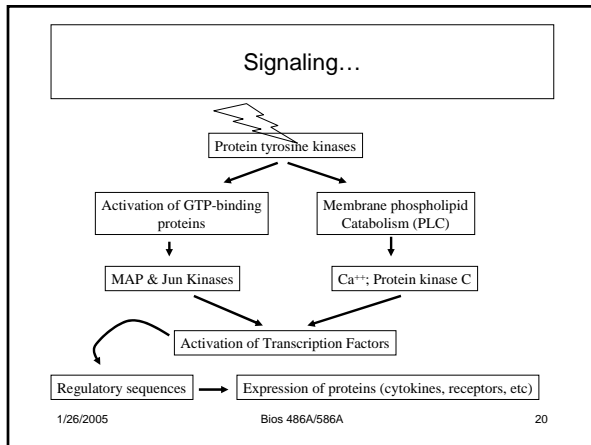 Signaling…
Protein tyrosine kinases
Activation of GTP-binding
proteins
Membrane phospholipid
Catabolism (PLC)
MAP & Jun Kinases
Ca⁺⁺; Protein kinase C
Activation of Transcription Factors
Regulatory sequences
Expression of proteins (cytokines, receptors, etc)
1/26/2005
Bios 486A/586A
20